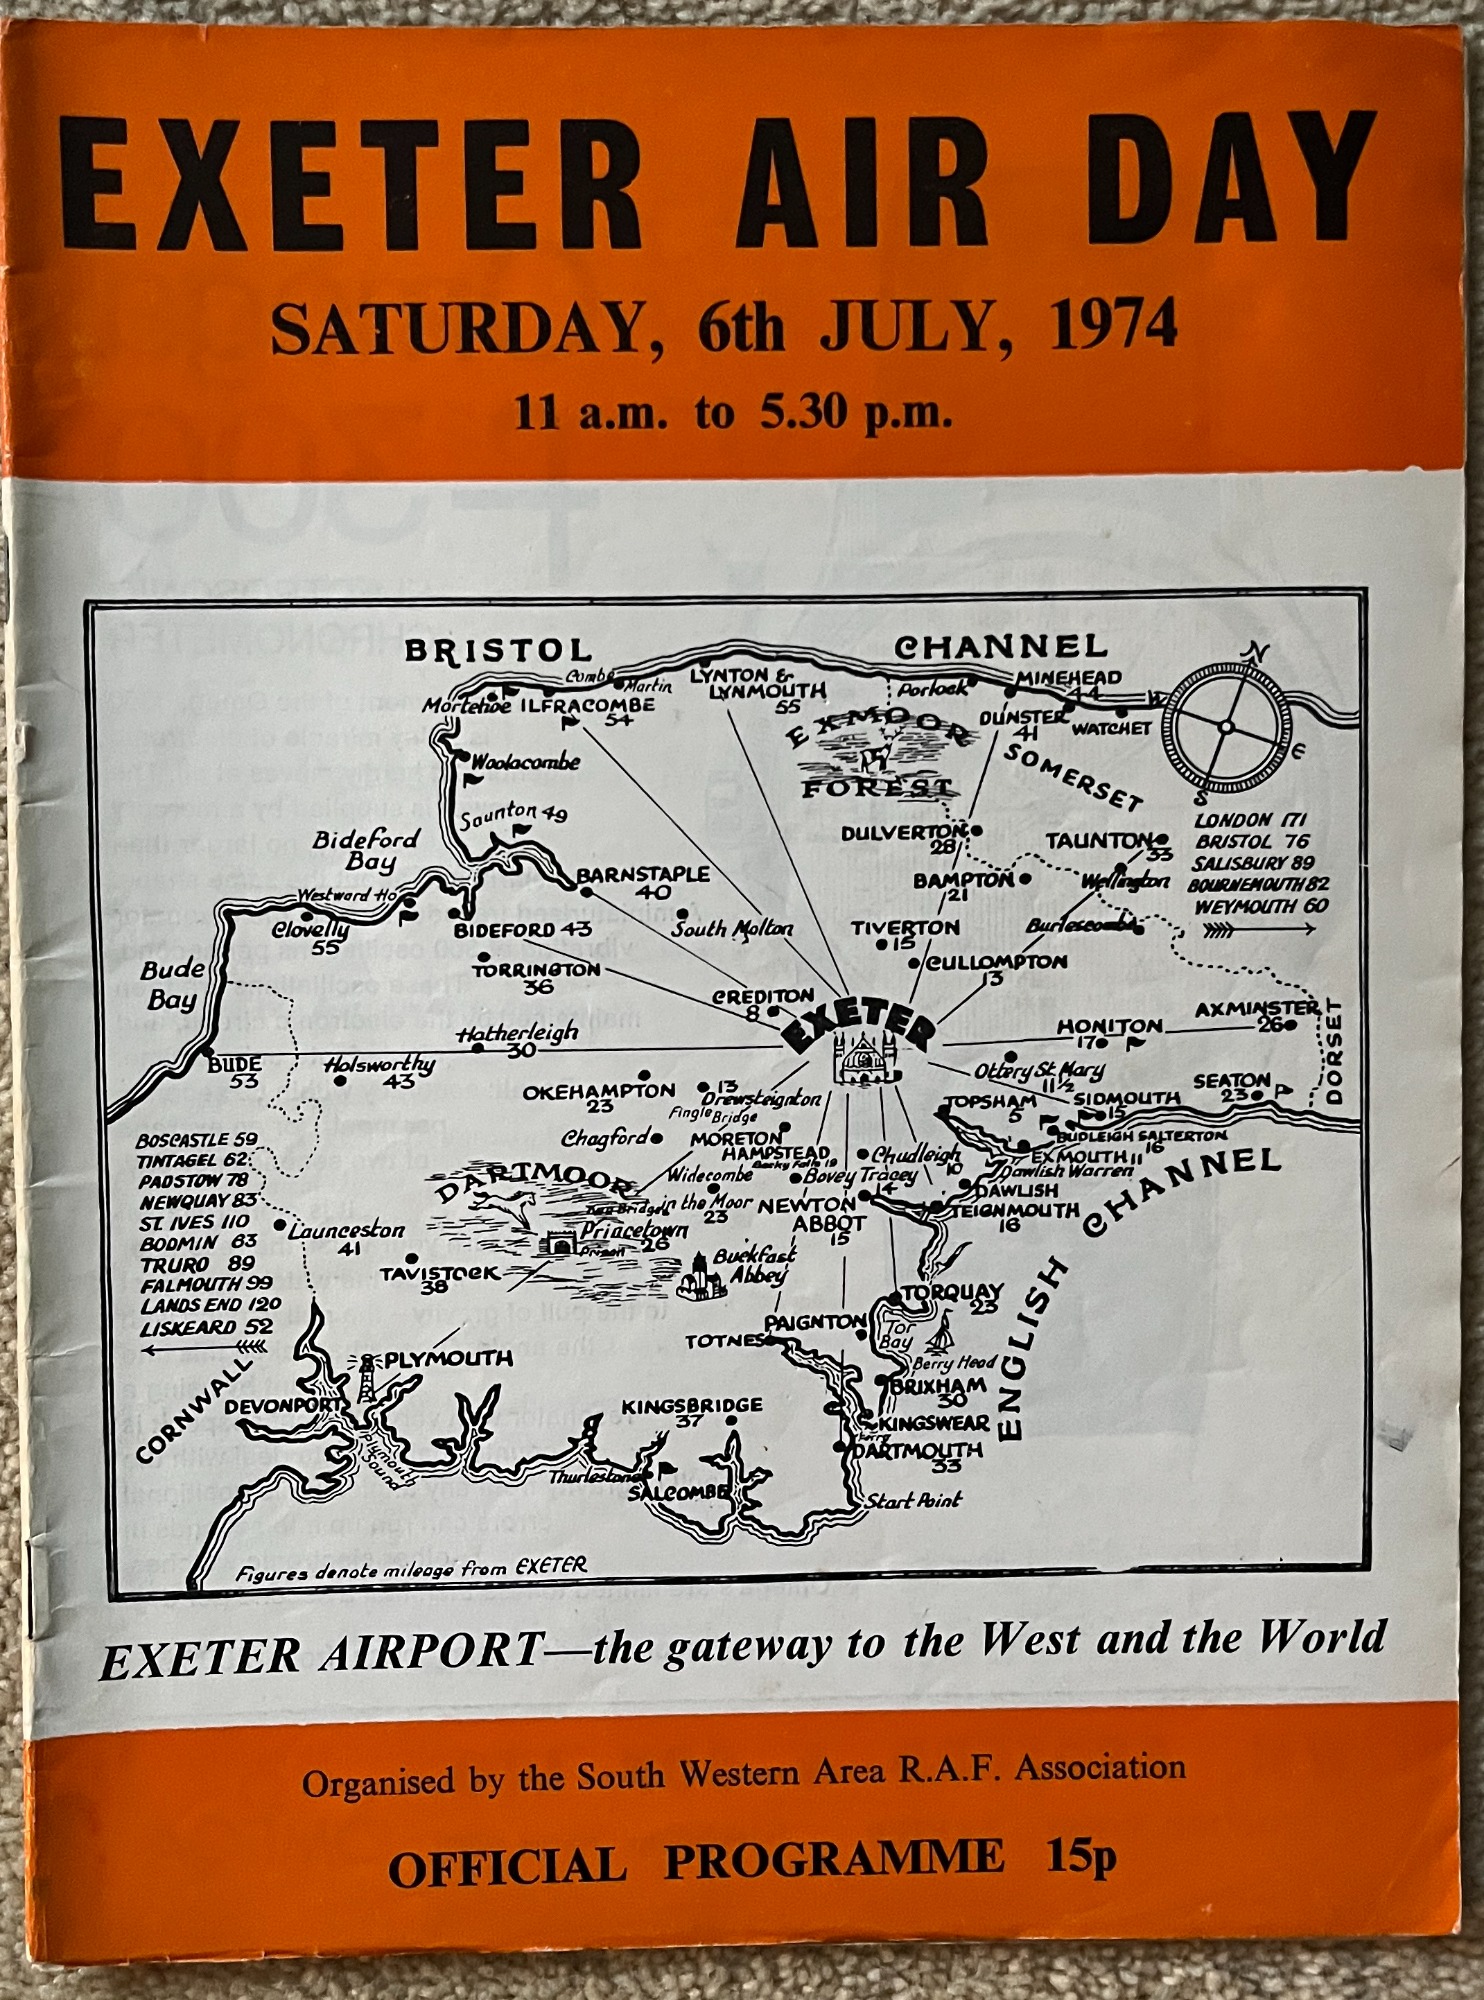 EXETER AIR DAY
SATURDAY, 6th JULY, 1974
11 a.m. to 5.30 p.m.
BRISTOL CHANNEL
Combe Martin
LYNTON &
LYNMOUTH
55
Porlock
MINEHEAD
44
Mortehoe
ILFRACOMBE
54
EXMOOR
FOREST
DUNSTER
41
WATCHET
N
W
E
S
SOMERSET
Woolacombe
Saunton 49
Bideford
Bay
DULVERTON
28
TAUNTON
33
LONDON 171
BRISTOL 76
SALISBURY 89
BOURNEMOUTH 82
WEYMOUTH 60
BARNSTAPLE
40
BAMPTON
21
Wellington
Westward Ho
Clovelly
55
BIDEFORD 43
South Molton
TIVERTON
15
Burlescombe
TORRINGTON
36
CULLOMPTON
13
Bude
Bay
CREDITON
8
EXETER
AXMINSTER
26
HONITON
17
DORSET
Hatherleigh
30
BUDE
53
Holsworthy
43
Ottery St. Mary
11½
OKEHAMPTON
23
13
Drewsteignton
Fingle Bridge
SEATON
23
TOPSHAM
5
SIDMOUTH
15
Chagford
MORETON
HAMPSTEAD
BUDLEIGH SALTERTON
16
Chudleigh
10
EXMOUTH 11
Dawlish Warren
BOSCASTLE 59
TINTAGEL 62
PADSTOW 78
NEWQUAY 83
ST. IVES 110
BODMIN 63
TRURO 89
FALMOUTH 99
LANDS END 120
LISKEARD 52
CORNWALL
DARTMOOR
Becky Falls 19
Widecombe
in the Moor
23
Bovey Tracey
14
DAWLISH
TEIGNMOUTH
16
NEWTON
ABBOT
15
Two Bridges
Princetown
26
Prison
Launceston
41
TAVISTOCK
38
Buckfast
Abbey
ENGLISH CHANNEL
TORQUAY
23
PAIGNTON
Tor
Bay
TOTNES
Berry Head
PLYMOUTH
BRIXHAM
30
DEVONPORT
KINGSBRIDGE
37
KINGSWEAR
Ferry
DARTMOUTH
33
Plymouth
Sound
Thurlestone
SALCOMBE
Start Point
Figures denote mileage from EXETER
EXETER AIRPORT—the gateway to the West and the World
Organised by the South Western Area R.A.F. Association
OFFICIAL PROGRAMME 15p